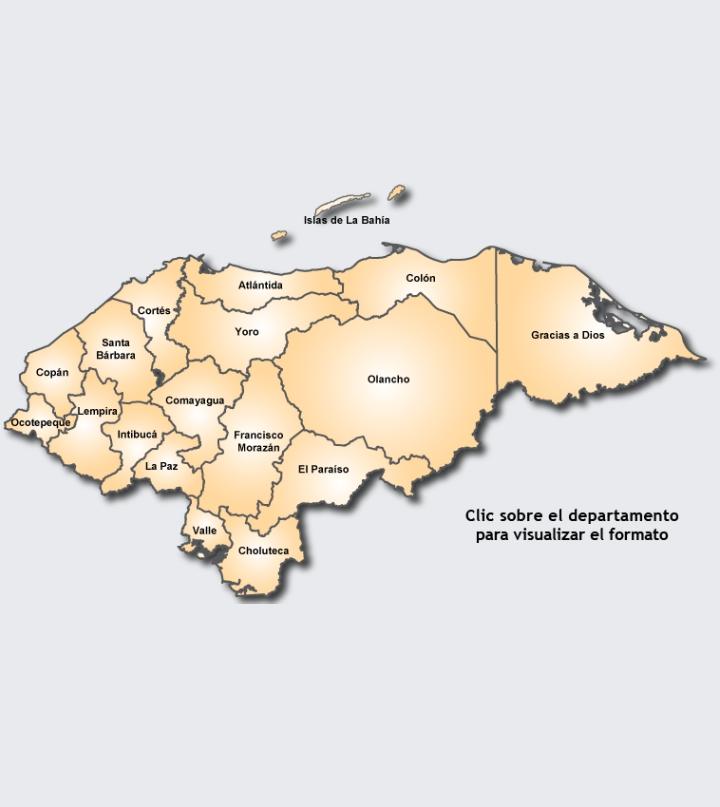 Islas de La Bahía
Atlántida
Colón
Cortés
Yoro
Gracias a Dios
Santa
Bárbara
Copán
Olancho
Comayagua
Lempira
Ocotepeque
Intibucá
Francisco
Morazán
La Paz
El Paraíso
Valle
Choluteca
Clic sobre el departamento
para visualizar el formato